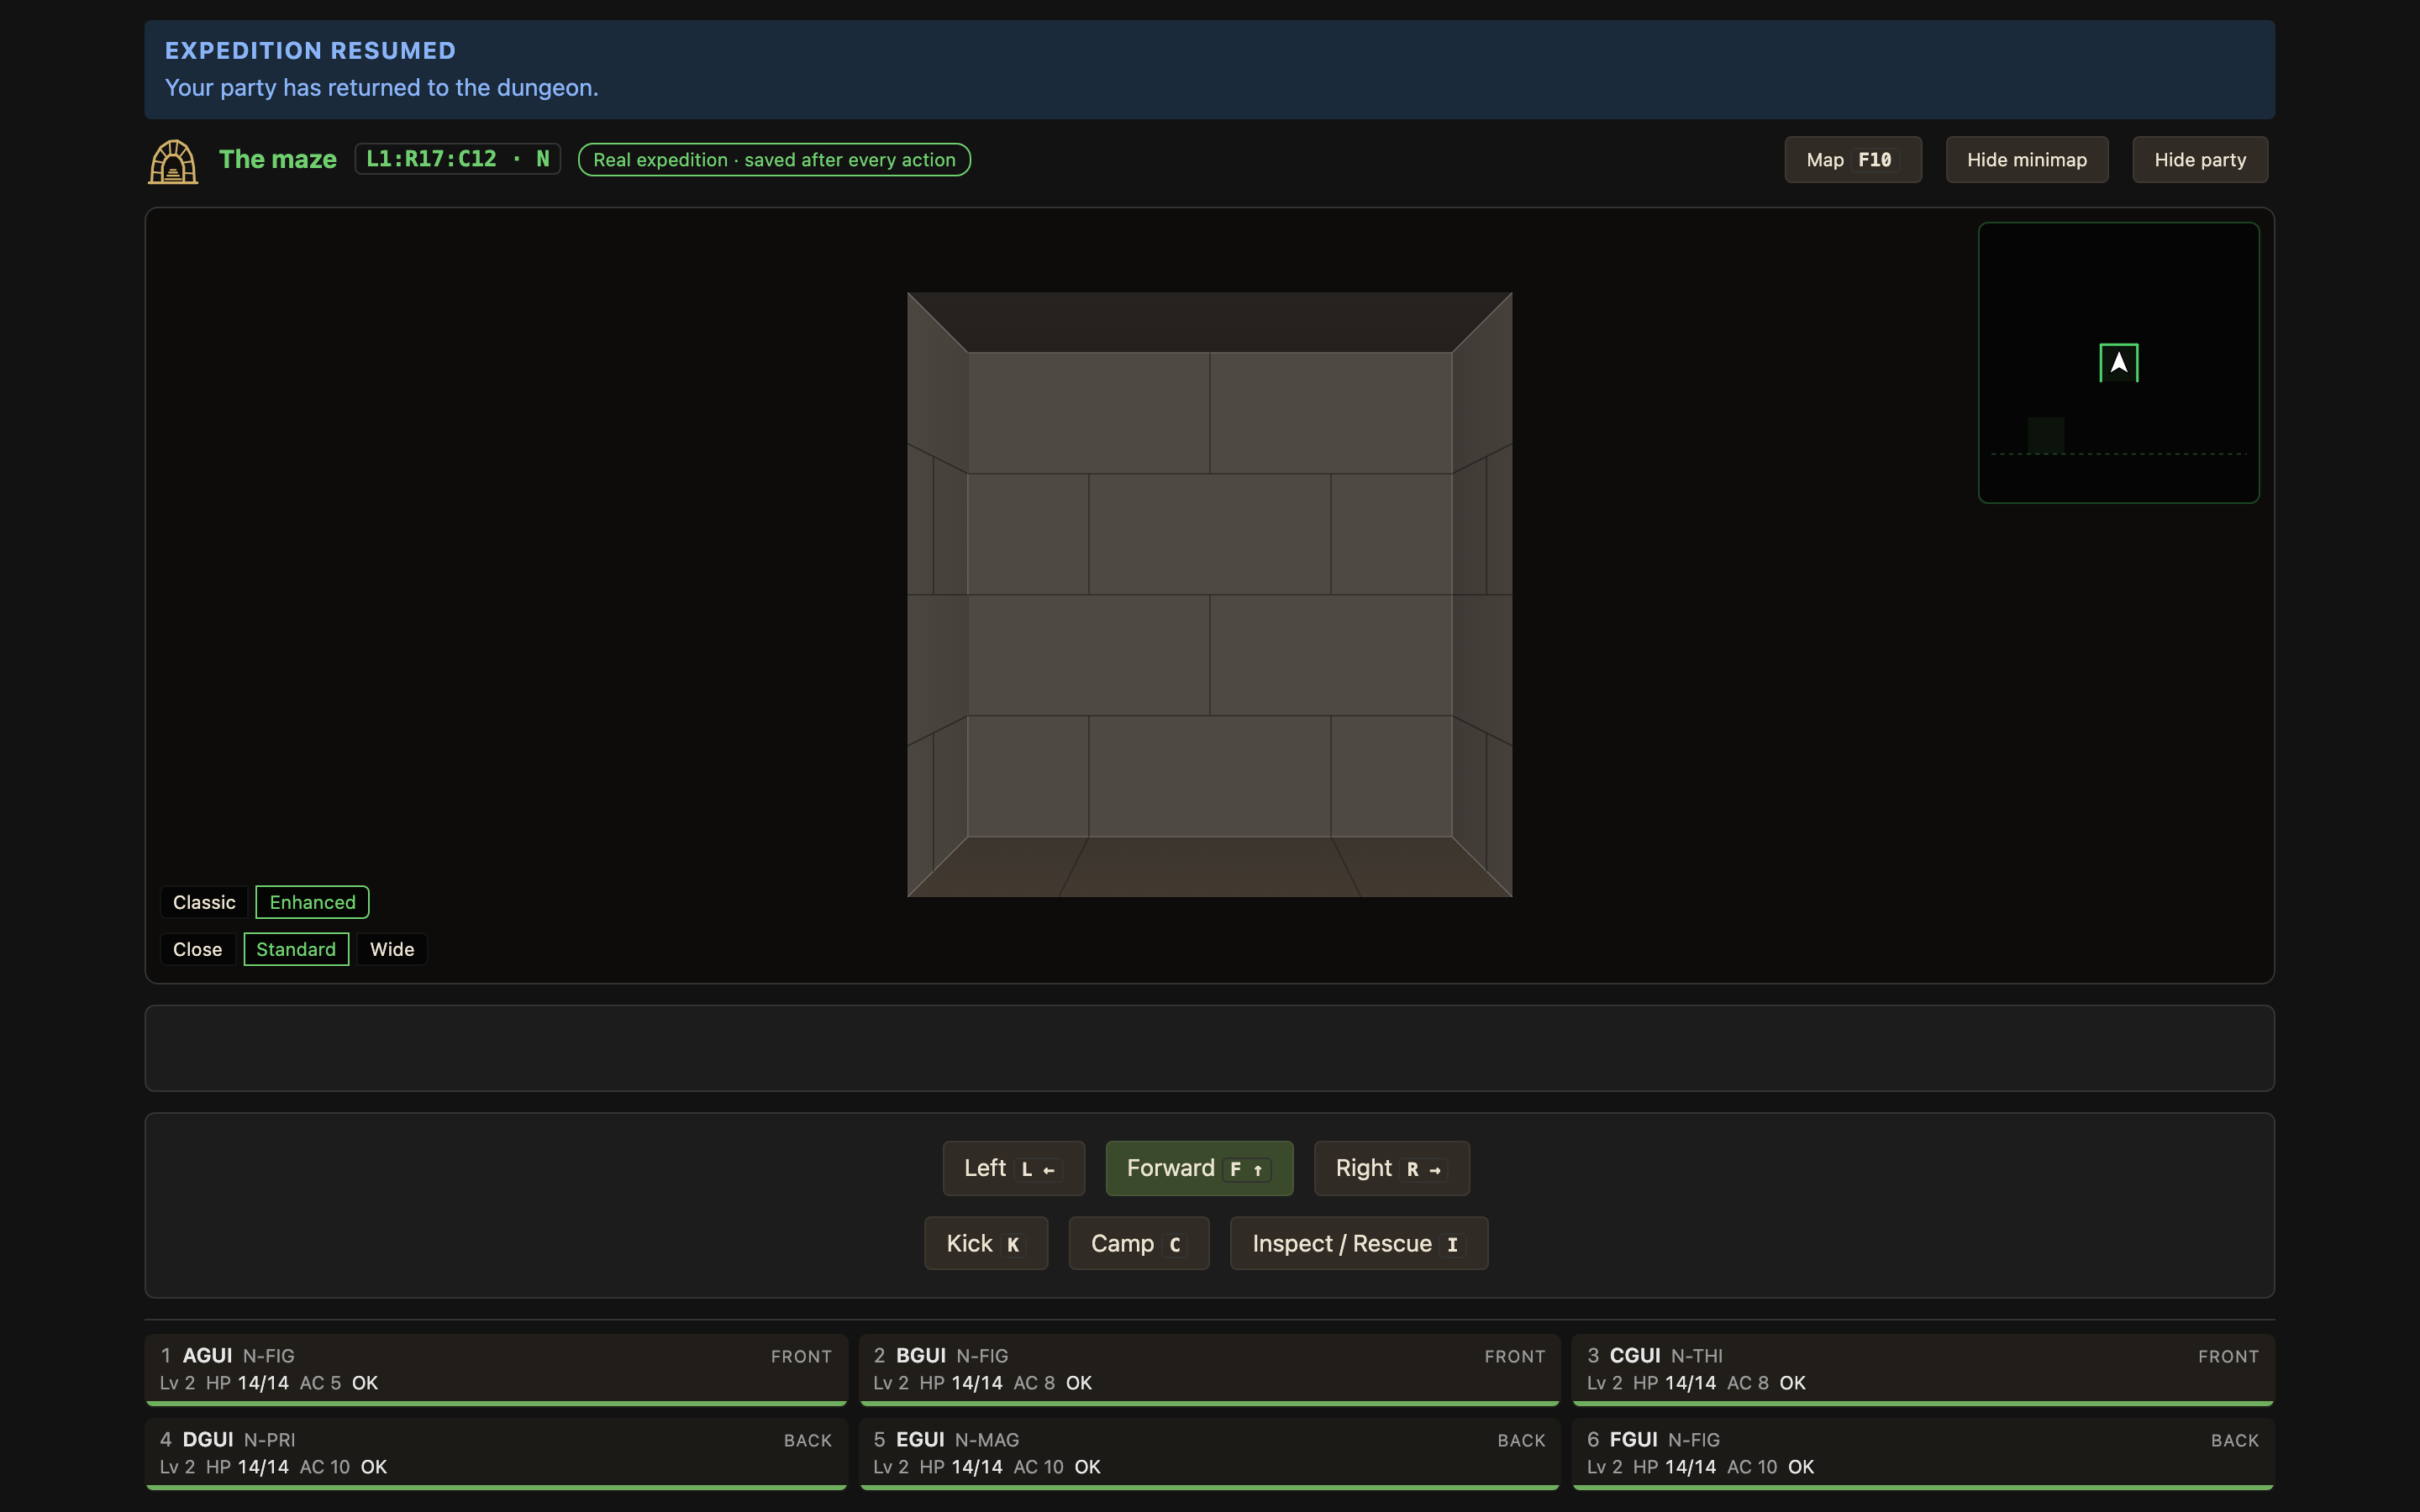 EXPEDITION RESUMED
Your party has returned to the dungeon.
The maze L1:R17:C12 · N Real expedition · saved after every action Map F10 Hide minimap Hide party
Classic Enhanced
Close Standard Wide
Left L ← Forward F ↑ Right R →
Kick K Camp C Inspect / Rescue I
1 AGUI N-FIG FRONT 2 BGUI N-FIG FRONT 3 CGUI N-THI FRONT
Lv 2 HP 14/14 AC 5 OK Lv 2 HP 14/14 AC 8 OK Lv 2 HP 14/14 AC 8 OK
4 DGUI N-PRI BACK 5 EGUI N-MAG BACK 6 FGUI N-FIG BACK
Lv 2 HP 14/14 AC 10 OK Lv 2 HP 14/14 AC 10 OK Lv 2 HP 14/14 AC 10 OK